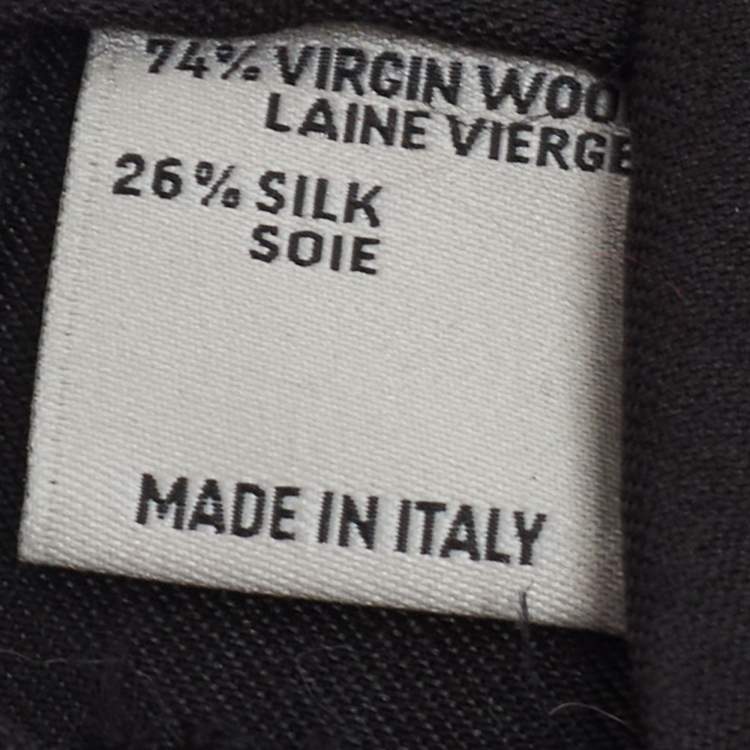 74% VIRGIN WOO
LAINE VIERGE
26% SILK
SOIE
MADE IN ITALY